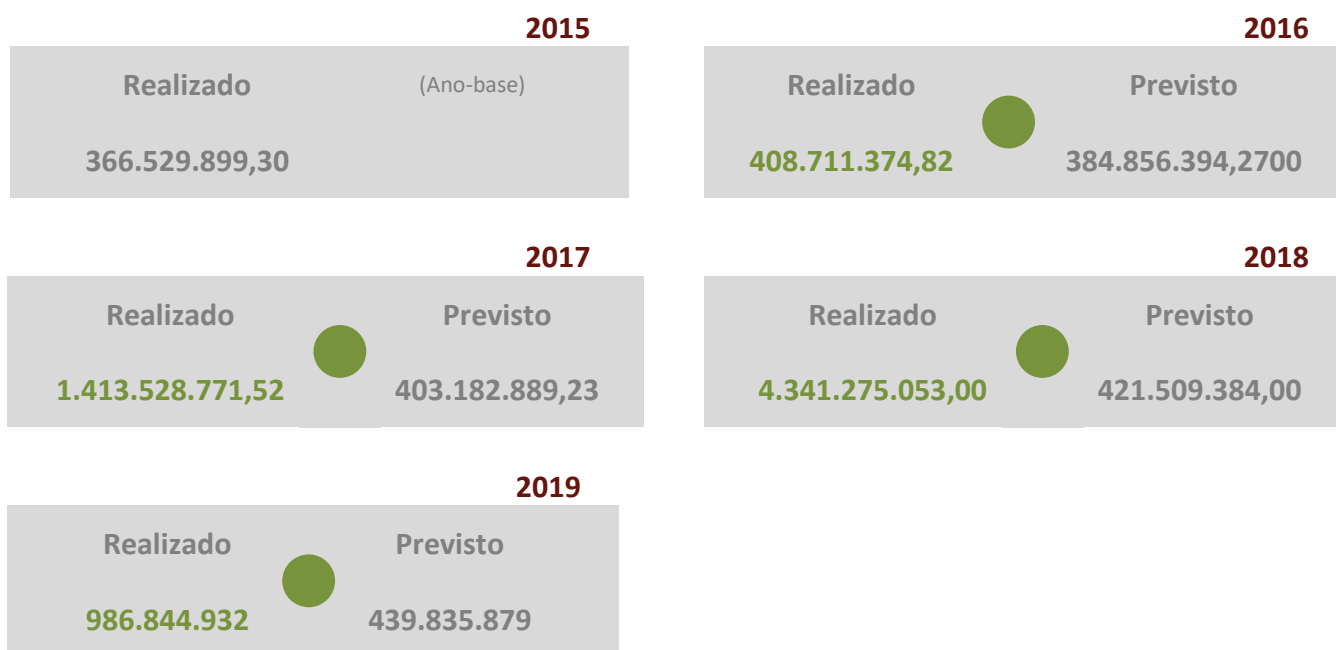 2015
Realizado (Ano-base)
366.529.899,30
2016
Realizado Previsto
408.711.374,82 384.856.394,2700
2017
Realizado Previsto
1.413.528.771,52 403.182.889,23
2018
Realizado Previsto
4.341.275.053,00 421.509.384,00
2019
Realizado Previsto
986.844.932 439.835.879